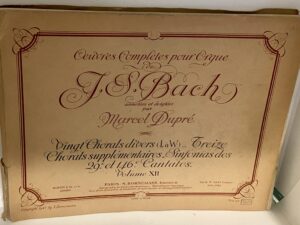 Oeuvres Complètes pour Orgue
de
J. S. Bach
annotées et doigtées
par
Marcel Dupré
Vingt Chorals divers (L à W) ... Treize
Chorals supplémentaires, Sinfonias des
29e et 146e Cantates.
Volume XII
PARIS, S. BORNEMANN,